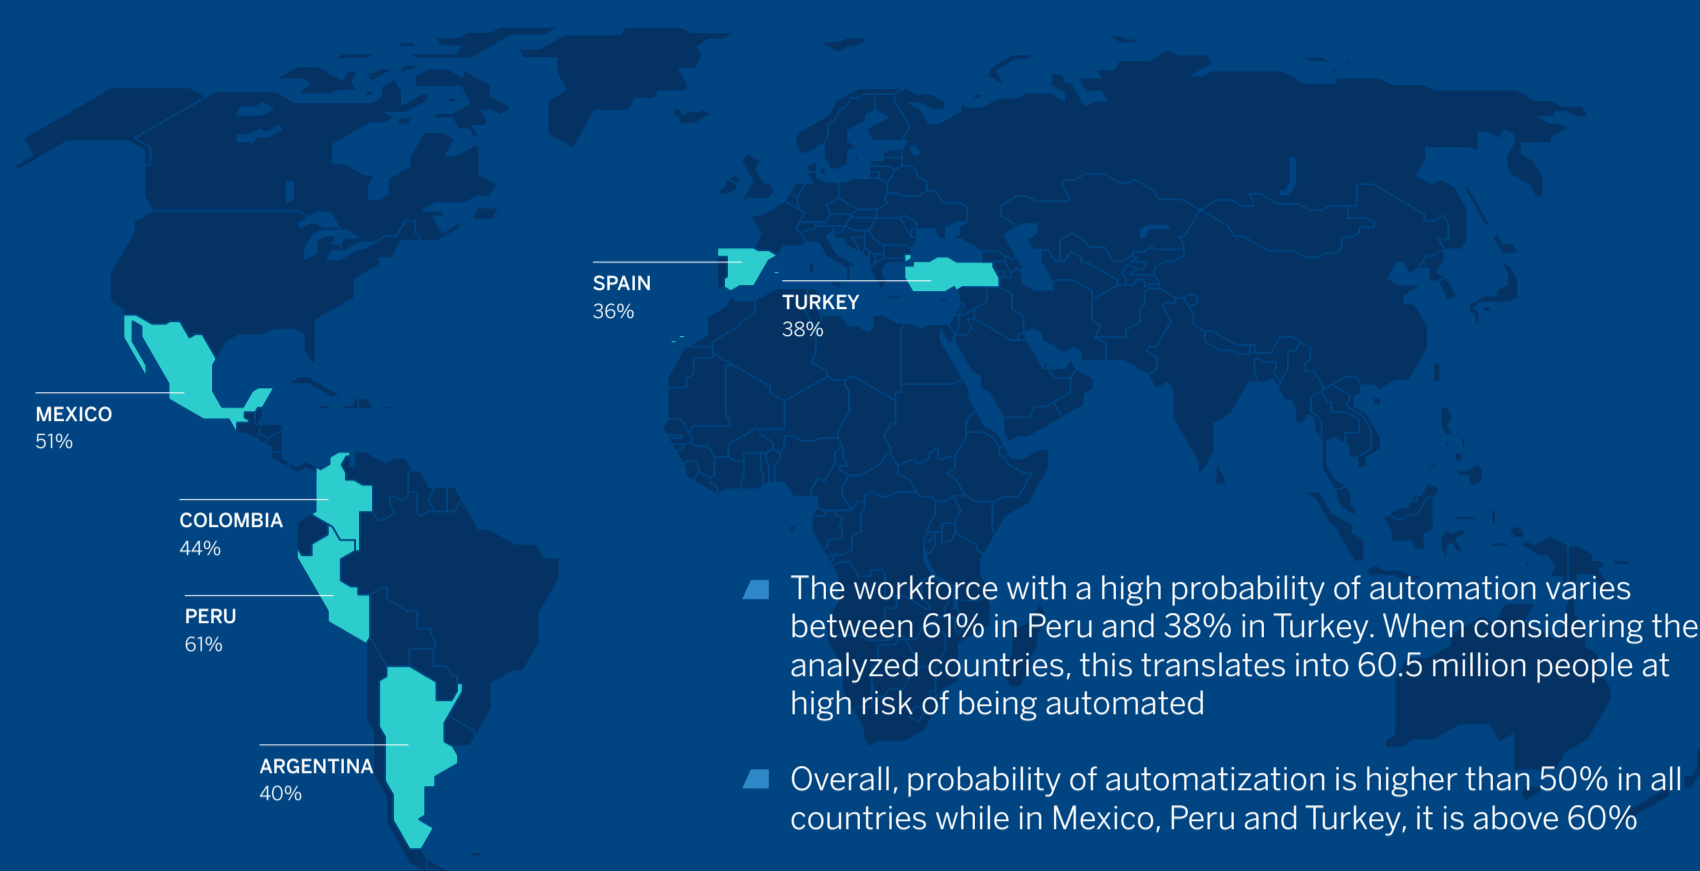 SPAIN
36%
TURKEY
38%
MEXICO
51%
COLOMBIA
44%
PERU
61%
ARGENTINA
40%
The workforce with a high probability of automation varies
between 61% in Peru and 38% in Turkey. When considering the
analyzed countries, this translates into 60.5 million people at
high risk of being automated
Overall, probability of automatization is higher than 50% in all
countries while in Mexico, Peru and Turkey, it is above 60%